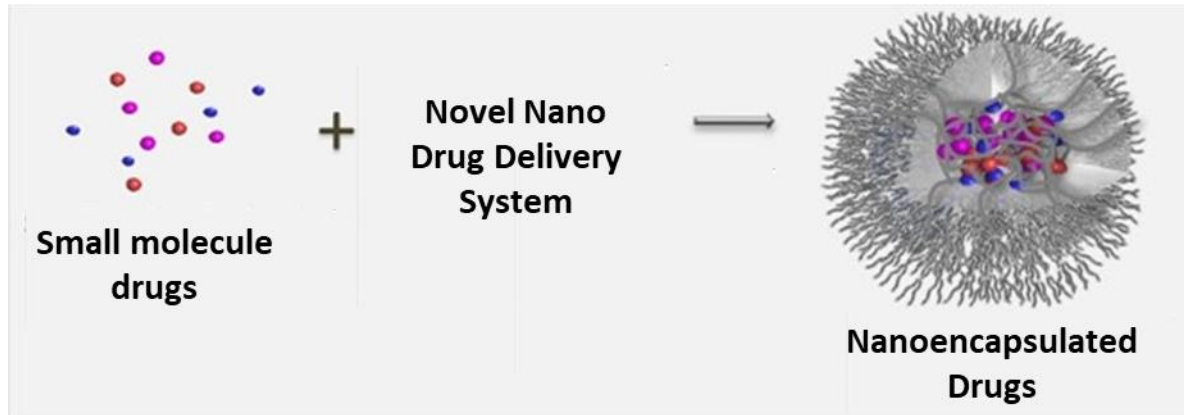 Small molecule
drugs
+
Novel Nano
Drug Delivery
System
Nanoencapsulated
Drugs